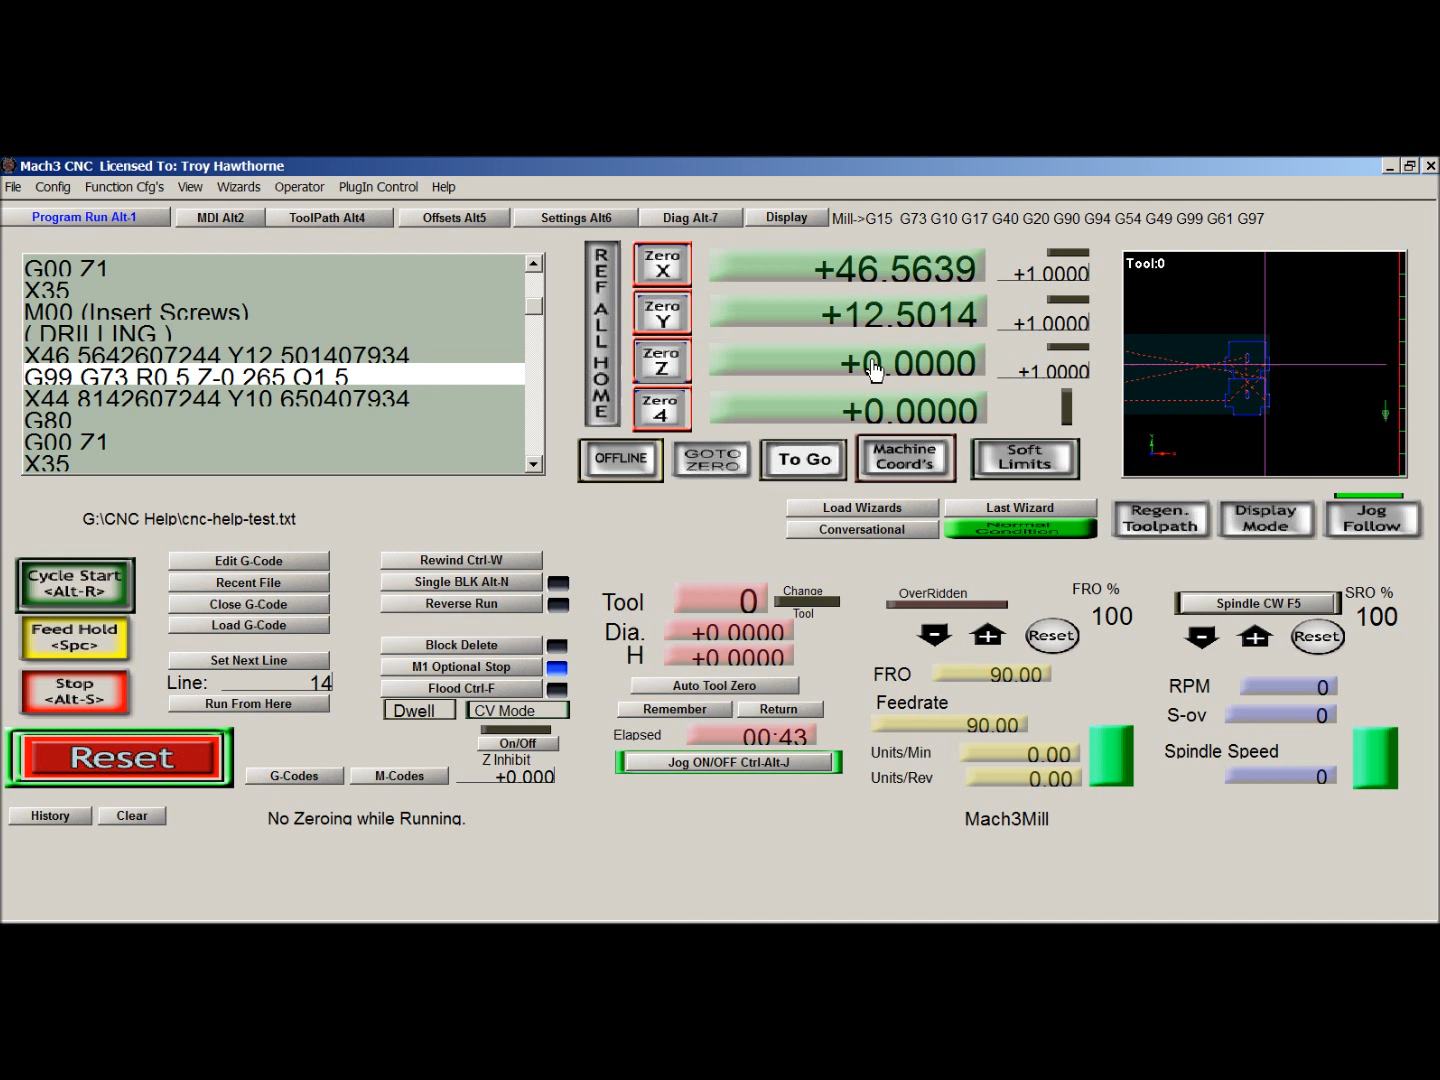 Mach3 CNC  Licensed To: Troy Hawthorne
File Config Function Cfg's View Wizards Operator PlugIn Control Help
Program Run Alt-1 MDI Alt2 ToolPath Alt4 Offsets Alt5 Settings Alt6 Diag Alt-7 Display Mill->G15  G73 G10 G17 G40 G20 G90 G94 G54 G49 G99 G61 G97
G00 Z1
X35
M00 (Insert Screws)
( DRILLING )
X46.5642607244 Y12.501407934
G99 G73 R0.5 Z-0.265 Q1.5
X44.8142607244 Y10.650407934
G80
G00 Z1
X35
REF ALL HOME
Zero X +46.5639 +1.0000
Zero Y +12.5014 +1.0000
Zero Z +0.0000 +1.0000
Zero 4 +0.0000
OFFLINE GOTO ZERO To Go Machine Coord's Soft Limits
Tool:0
Load Wizards Last Wizard
Conversational Normal Condition
Regen. Toolpath Display Mode Jog Follow
G:\CNC Help\cnc-help-test.txt
Cycle Start <Alt-R>
Feed Hold <Spc>
Stop <Alt-S>
Reset
Edit G-Code
Recent File
Close G-Code
Load G-Code
Set Next Line
Line: 14
Run From Here
Rewind Ctrl-W
Single BLK Alt-N
Reverse Run
Block Delete
M1 Optional Stop
Flood Ctrl-F
Dwell CV Mode
On/Off
Z Inhibit
+0.000
G-Codes M-Codes
Tool 0 Change Tool
Dia. +0.0000
H +0.0000
Auto Tool Zero
Remember Return
Elapsed 00:43
Jog ON/OFF Ctrl-Alt-J
OverRidden FRO %
100
Reset
FRO 90.00
Feedrate
90.00
Units/Min 0.00
Units/Rev 0.00
Spindle CW F5 SRO %
100
Reset
RPM 0
S-ov 0
Spindle Speed
0
History Clear No Zeroing while Running. Mach3Mill